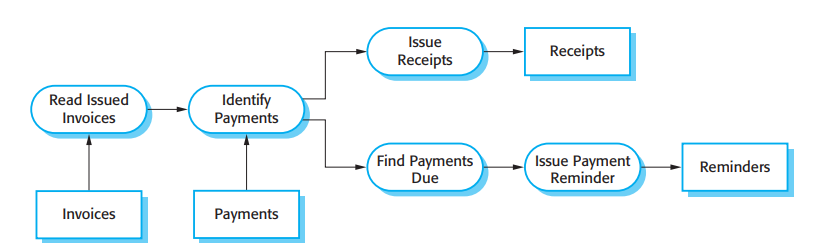 Issue
Receipts
Receipts
Read Issued
Invoices
Identify
Payments
Find Payments
Due
Issue Payment
Reminder
Reminders
Invoices
Payments